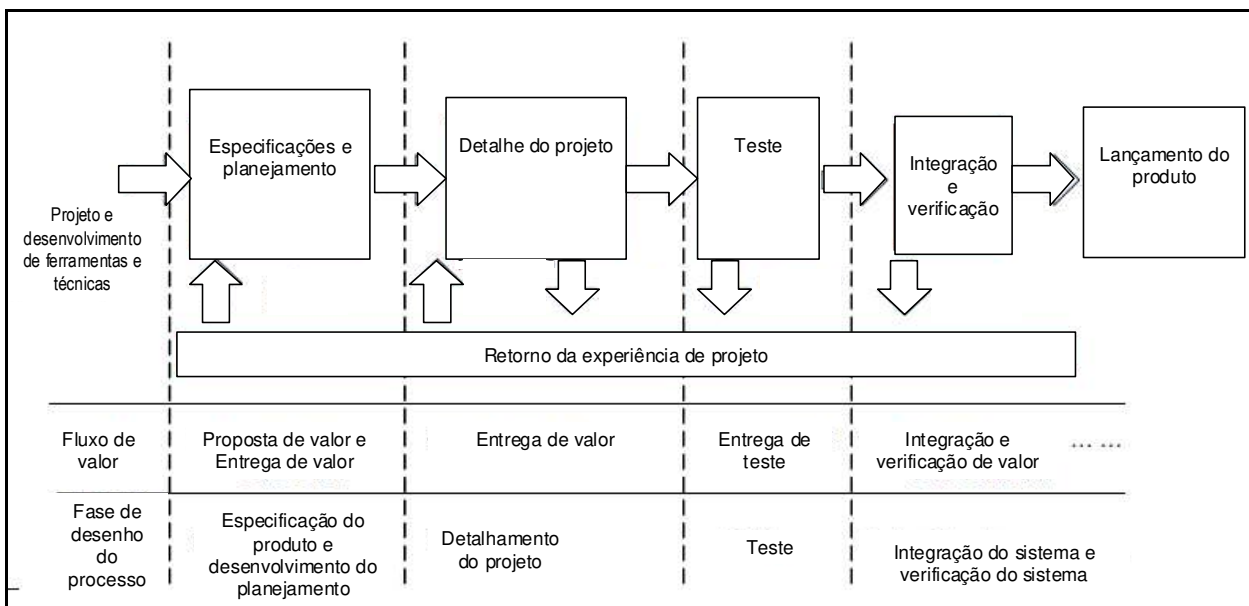 Projeto e
desenvolvimento
de ferramentas e
técnicas
Especificações e
planejamento
Detalhe do projeto
Teste
Integração
e
verificação
Lançamento do
produto
Retorno da experiência de projeto
Fluxo de
valor
Proposta de valor e
Entrega de valor
Entrega de valor
Entrega de
teste
Integração e
verificação de valor
... ...
Fase de
desenho
do
processo
Especificação do
produto e
desenvolvimento do
planejamento
Detalhamento
do projeto
Teste
Integração do sistema e
verificação do sistema